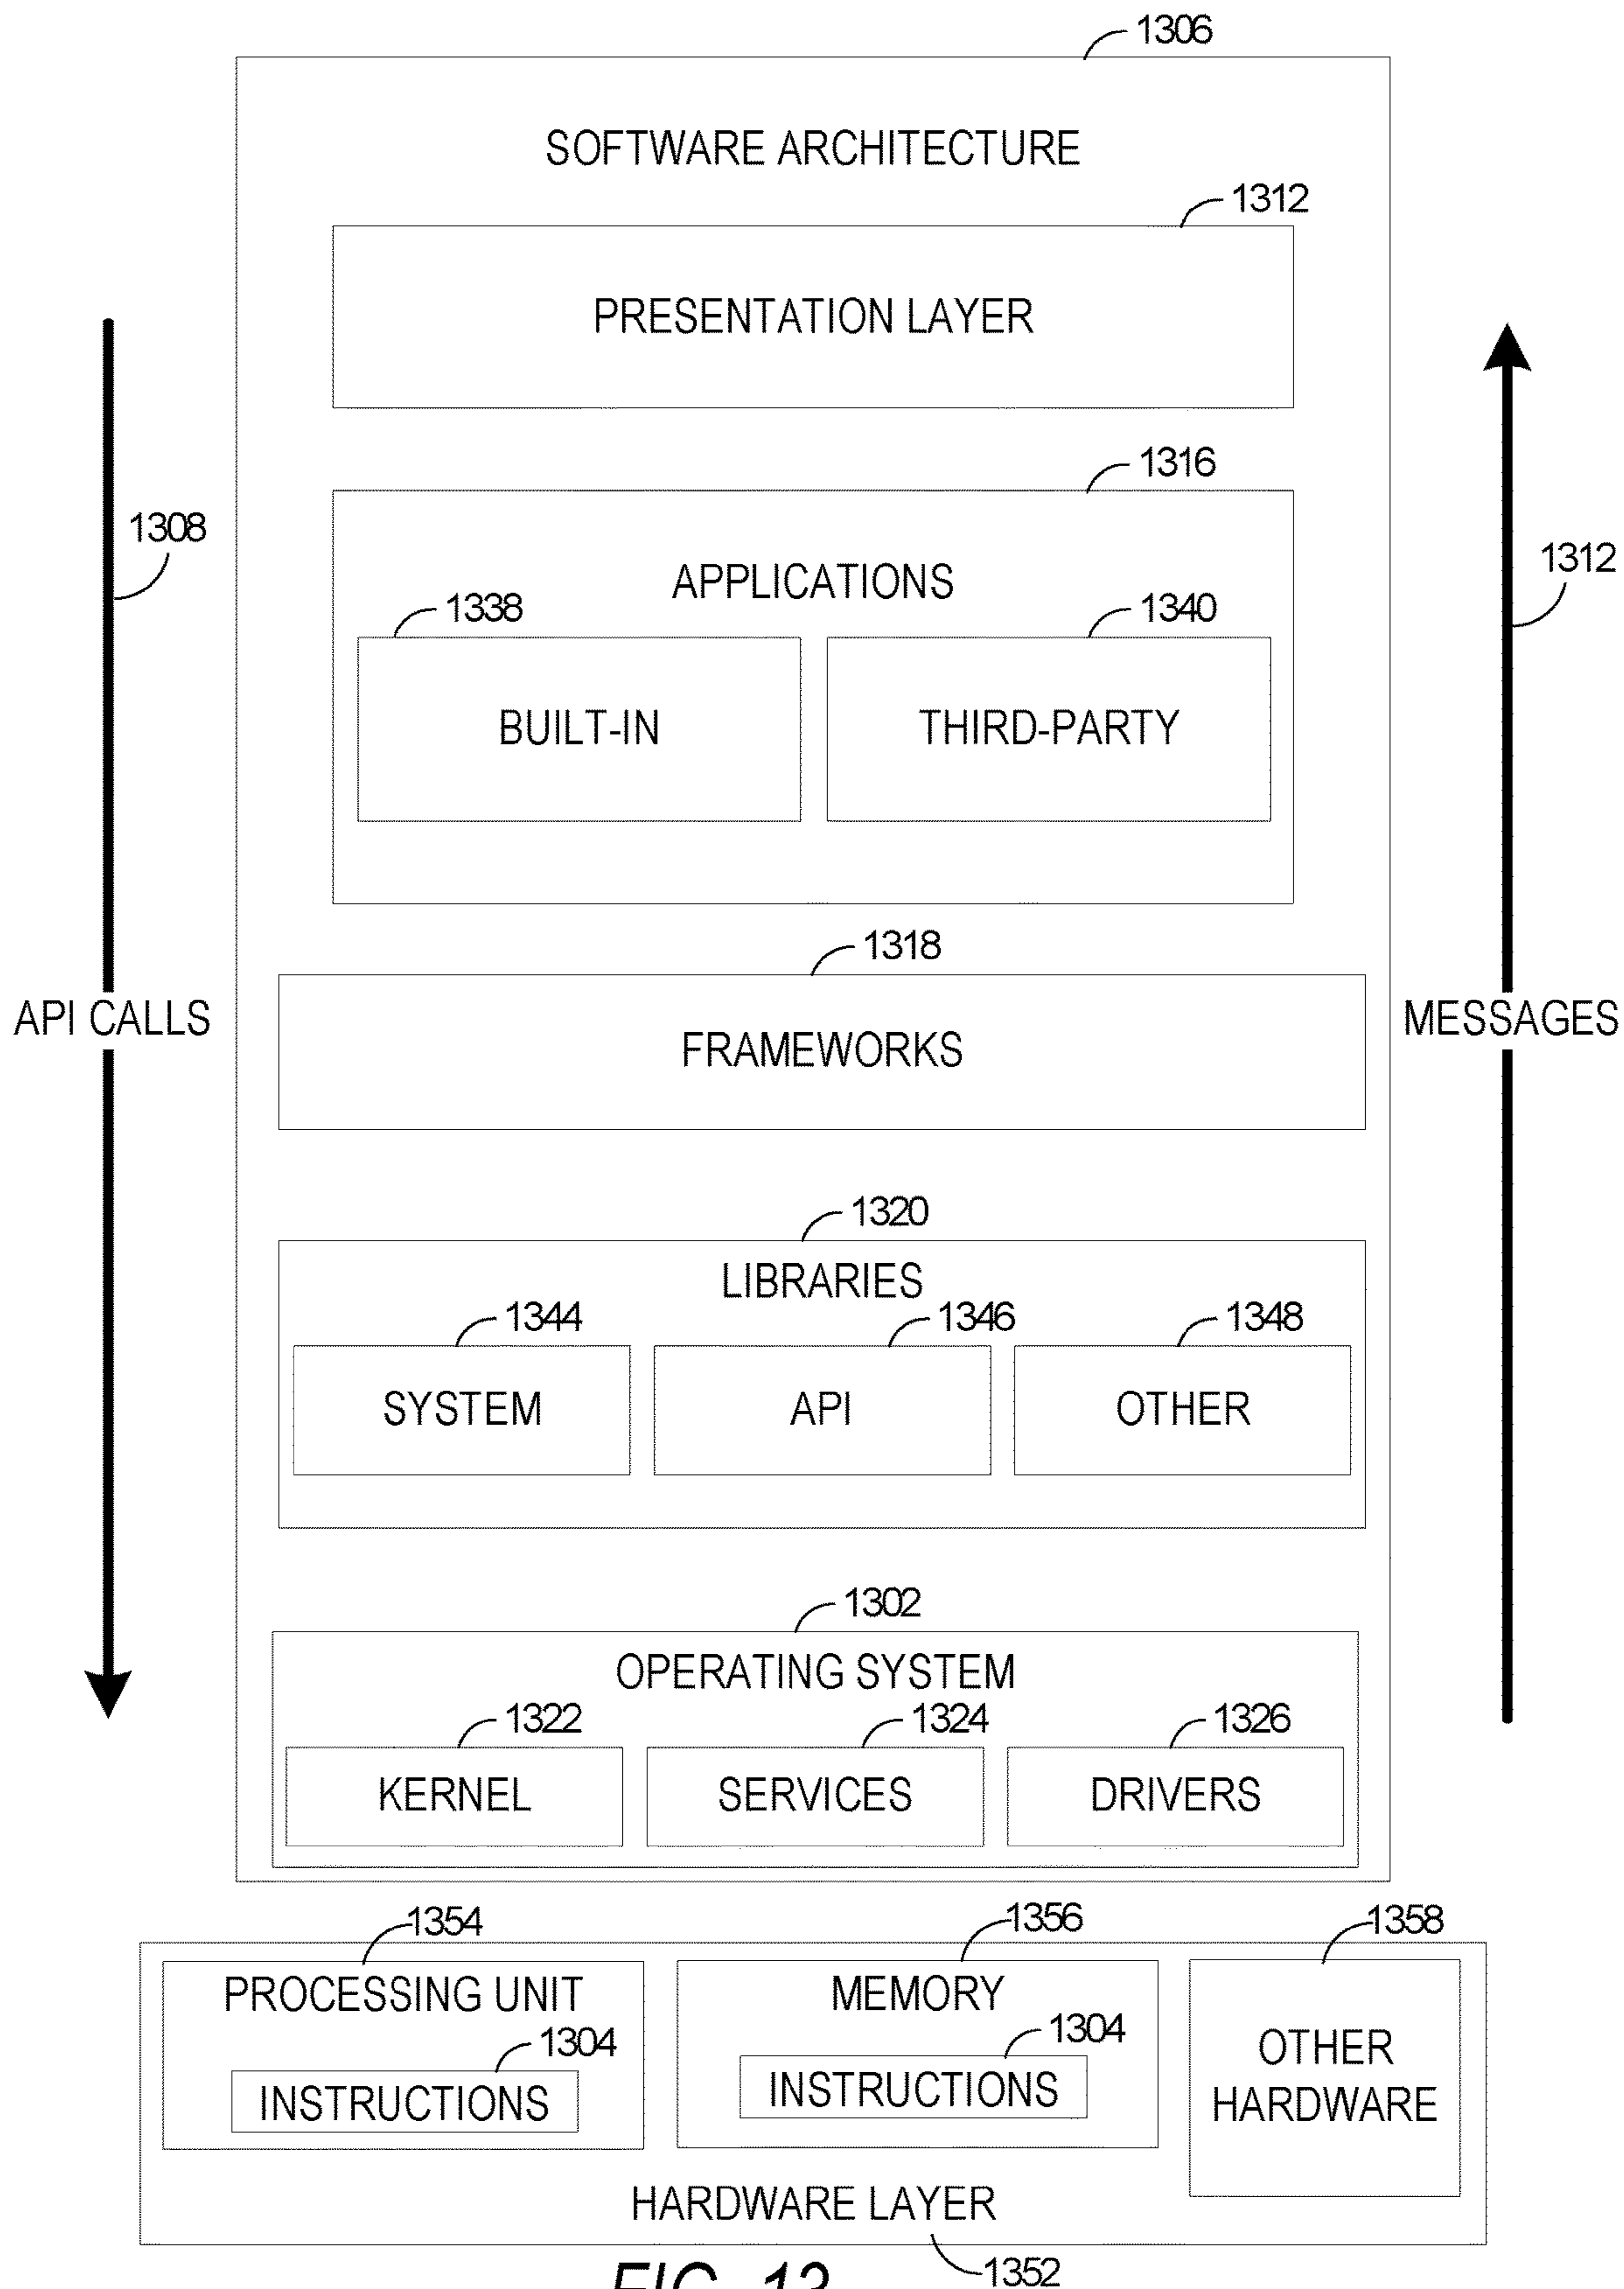 1306
SOFTWARE ARCHITECTURE
1312
PRESENTATION LAYER
1316
1308
1312
APPLICATIONS
1338
1340
BUILT-IN
THIRD-PARTY
1318
API CALLS
MESSAGES
FRAMEWORKS
1320
LIBRARIES
1344
1346
1348
SYSTEM
API
OTHER
1302
OPERATING SYSTEM
1322
1324
1326
KERNEL
SERVICES
DRIVERS
1354
1356
1358
PROCESSING UNIT
MEMORY
1304
1304
INSTRUCTIONS
INSTRUCTIONS
OTHER
HARDWARE
HARDWARE LAYER
1352
FIG. 13